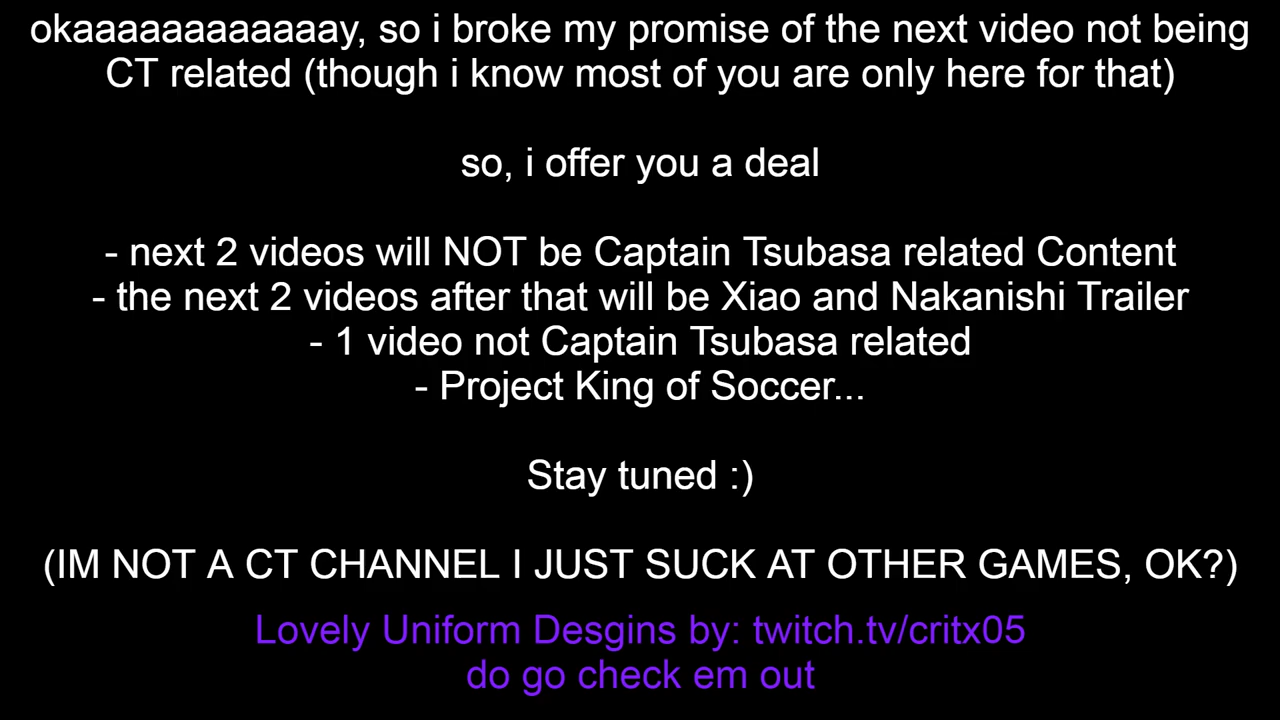 okaaaaaaaaaaaay, so i broke my promise of the next video not being
CT related (though i know most of you are only here for that)
so, i offer you a deal
- next 2 videos will NOT be Captain Tsubasa related Content
- the next 2 videos after that will be Xiao and Nakanishi Trailer
- 1 video not Captain Tsubasa related
- Project King of Soccer...
Stay tuned :)
(IM NOT A CT CHANNEL I JUST SUCK AT OTHER GAMES, OK?)
Lovely Uniform Desgins by: twitch.tv/critx05
do go check em out